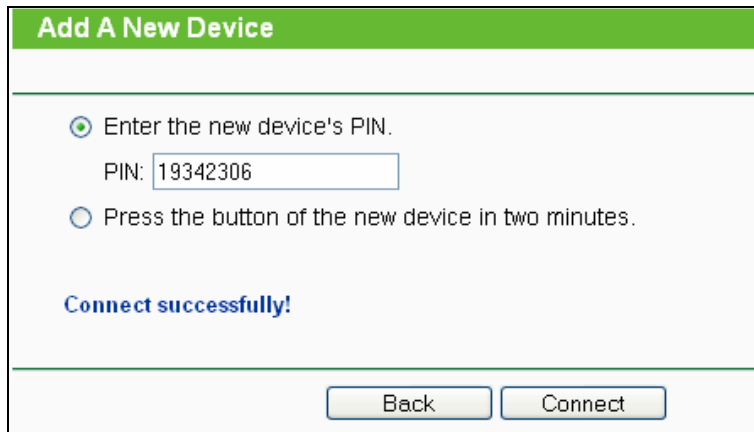 Add A New Device
Enter the new device's PIN.
PIN: 19342306
Press the button of the new device in two minutes.
Connect successfully!
Back Connect